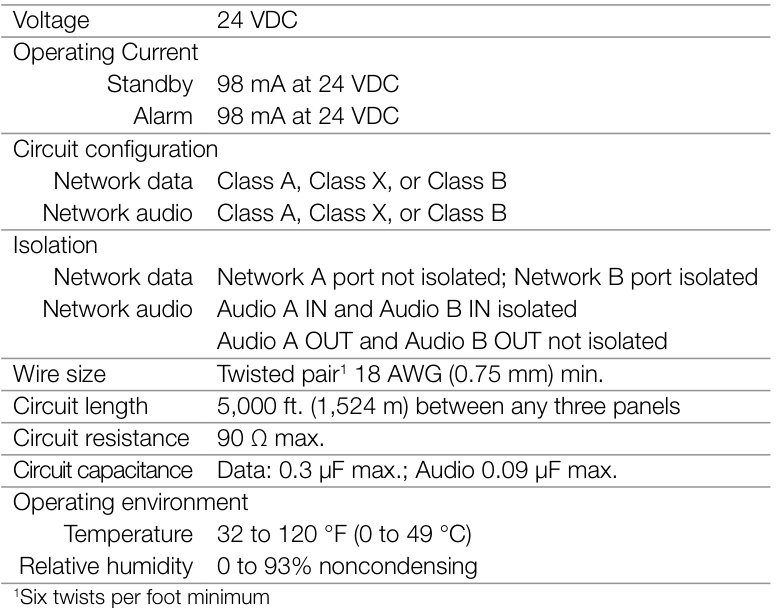 Voltage 24 VDC
Operating Current
Standby 98 mA at 24 VDC
Alarm 98 mA at 24 VDC
Circuit configuration
Network data Class A, Class X, or Class B
Network audio Class A, Class X, or Class B
Isolation
Network data Network A port not isolated; Network B port isolated
Network audio Audio A IN and Audio B IN isolated
Audio A OUT and Audio B OUT not isolated
Wire size Twisted pair¹ 18 AWG (0.75 mm) min.
Circuit length 5,000 ft. (1,524 m) between any three panels
Circuit resistance 90 Ω max.
Circuit capacitance Data: 0.3 µF max.; Audio 0.09 µF max.
Operating environment
Temperature 32 to 120 °F (0 to 49 °C)
Relative humidity 0 to 93% noncondensing
¹Six twists per foot minimum